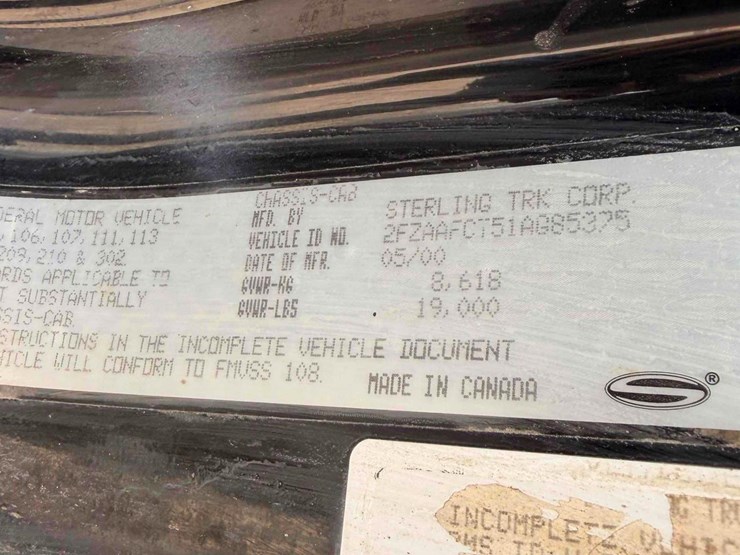 DERAL MOTOR VEHICLE
106, 107, 111, 113
209, 210 & 302
RDS APPLICABLE TO
T SUBSTANTIALLY
SSIS-CAB
STRUCTIONS IN THE INCOMPLETE VEHICLE DOCUMENT
HICLE WILL CONFORM TO FMVSS 108.
CHASSIS-CAB
MFD. BY STERLING TRK CORP.
VEHICLE ID NO. 2FZAAFCT51AG85375
DATE OF MFR. 05/00
GVWR-KG 8,618
GVWR-LBS 19,000
MADE IN CANADA
®
INCOMPLETE